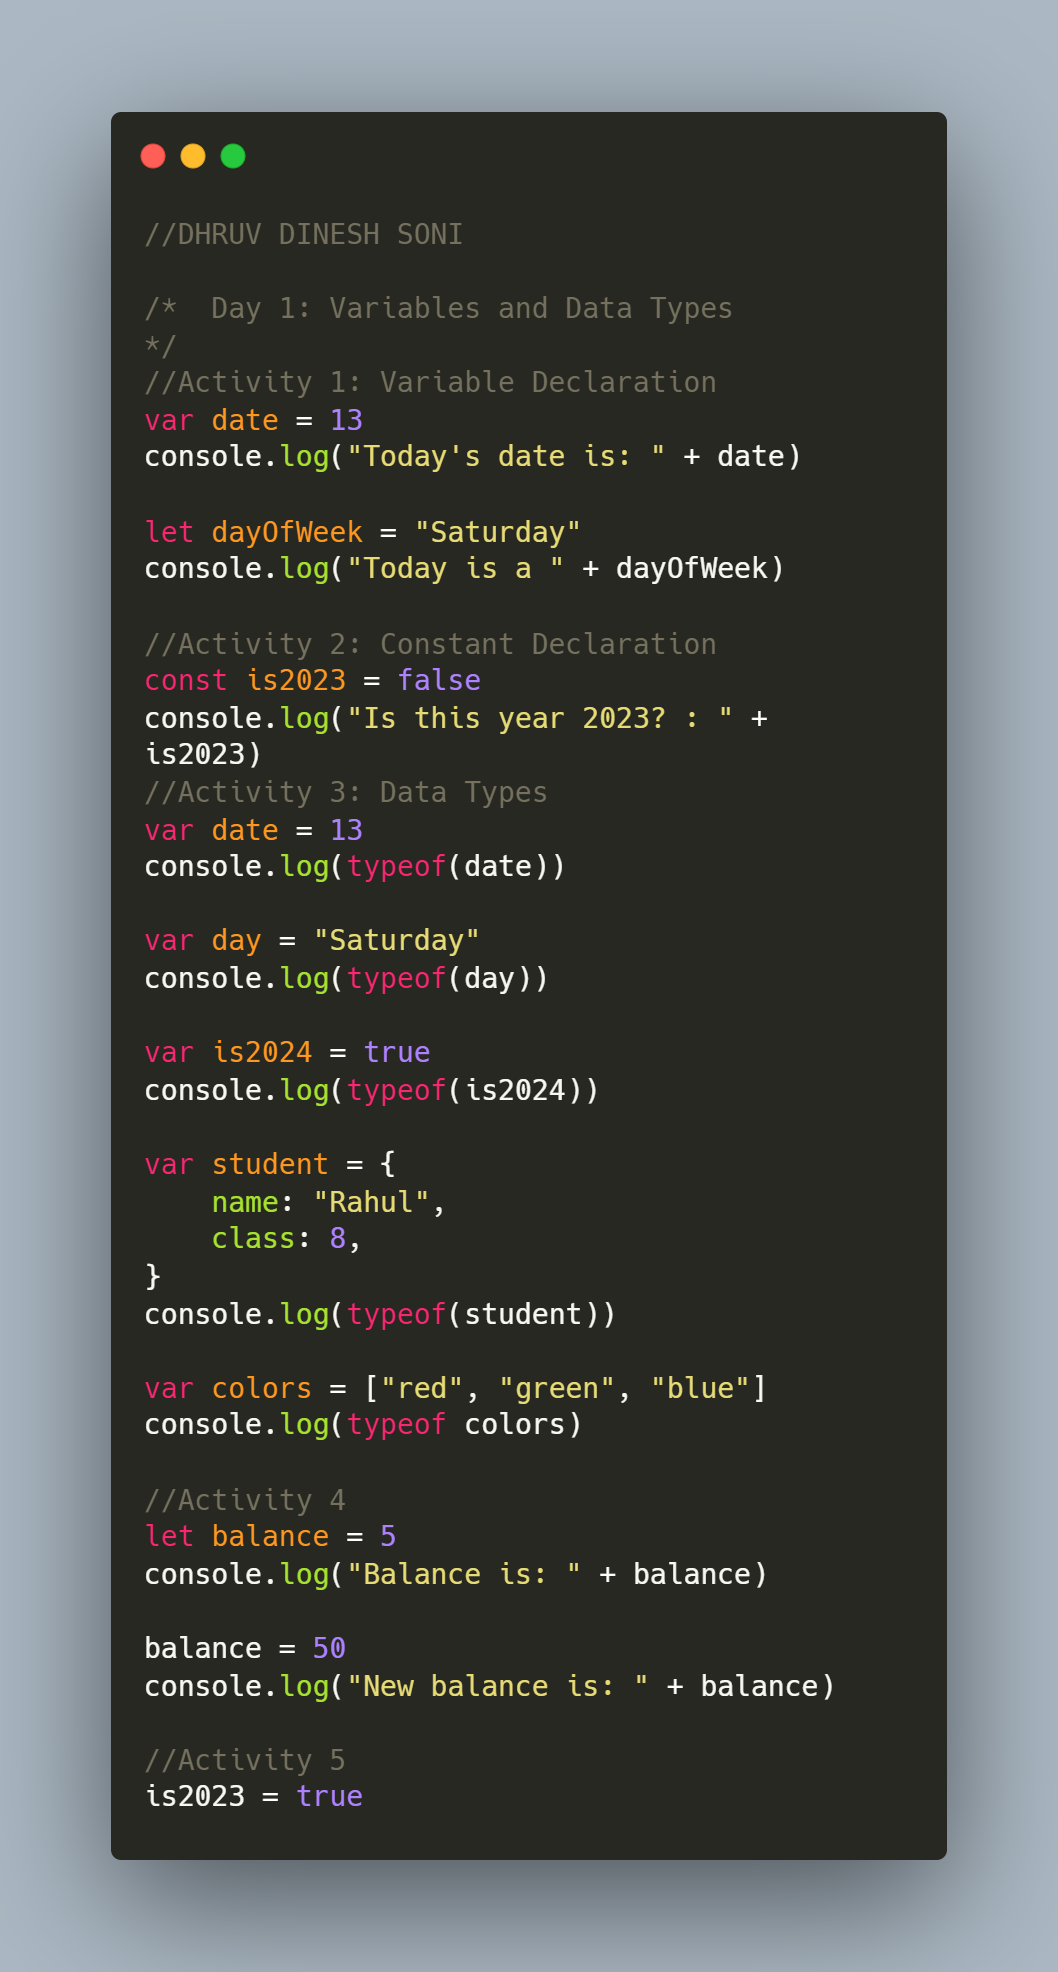 //DHRUV DINESH SONI
/*  Day 1: Variables and Data Types
*/
//Activity 1: Variable Declaration
var date = 13
console.log("Today's date is: " + date)
let dayOfWeek = "Saturday"
console.log("Today is a " + dayOfWeek)
//Activity 2: Constant Declaration
const is2023 = false
console.log("Is this year 2023? : " +
is2023)
//Activity 3: Data Types
var date = 13
console.log(typeof(date))
var day = "Saturday"
console.log(typeof(day))
var is2024 = true
console.log(typeof(is2024))
var student = {
    name: "Rahul",
    class: 8,
}
console.log(typeof(student))
var colors = ["red", "green", "blue"]
console.log(typeof colors)
//Activity 4
let balance = 5
console.log("Balance is: " + balance)
balance = 50
console.log("New balance is: " + balance)
//Activity 5
is2023 = true